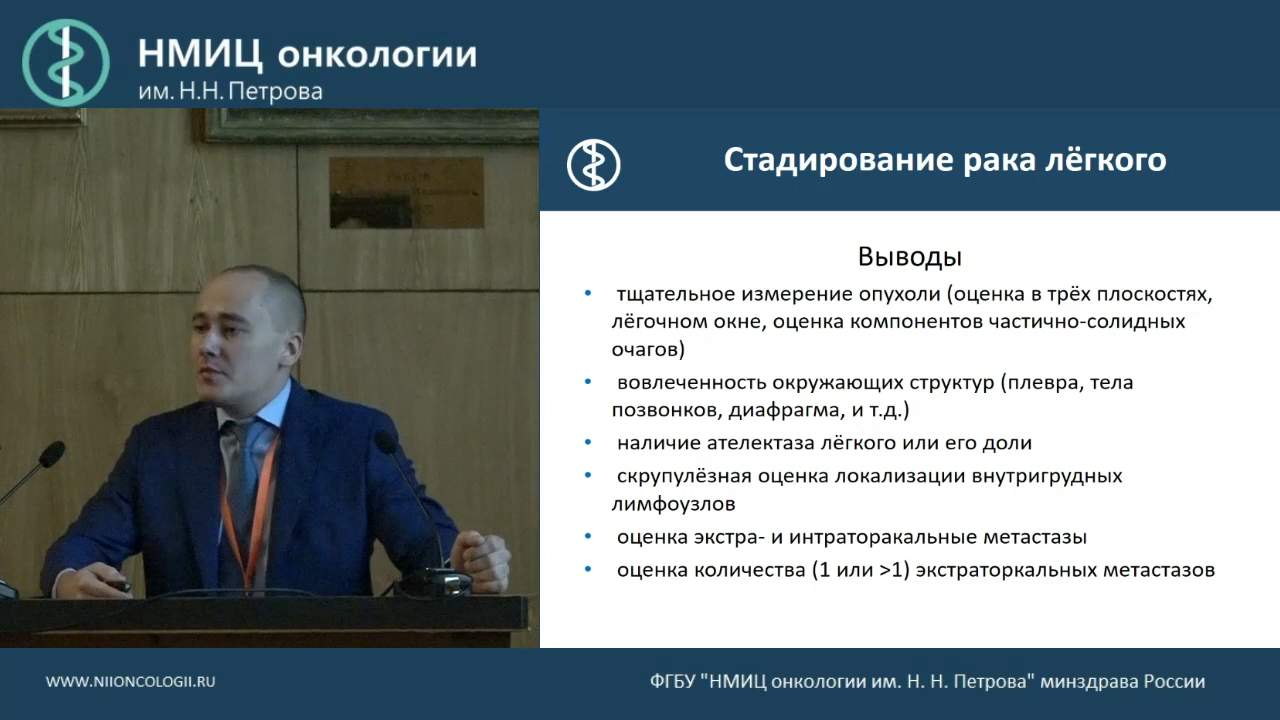 НМИЦ онкологии
им. Н.Н. Петрова
Стадирование рака лёгкого
Выводы
• тщательное измерение опухоли (оценка в трёх плоскостях,
лёгочном окне, оценка компонентов частично-солидных
очагов)
• вовлеченность окружающих структур (плевра, тела
позвонков, диафрагма, и т.д.)
• наличие ателектаза лёгкого или его доли
• скрупулёзная оценка локализации внутригрудных
лимфоузлов
• оценка экстра- и интраторакальные метастазы
• оценка количества (1 или >1) экстраторкальных метастазов
WWW.NIIONCOLOGII.RU
ФГБУ "НМИЦ онкологии им. Н. Н. Петрова" минздрава России